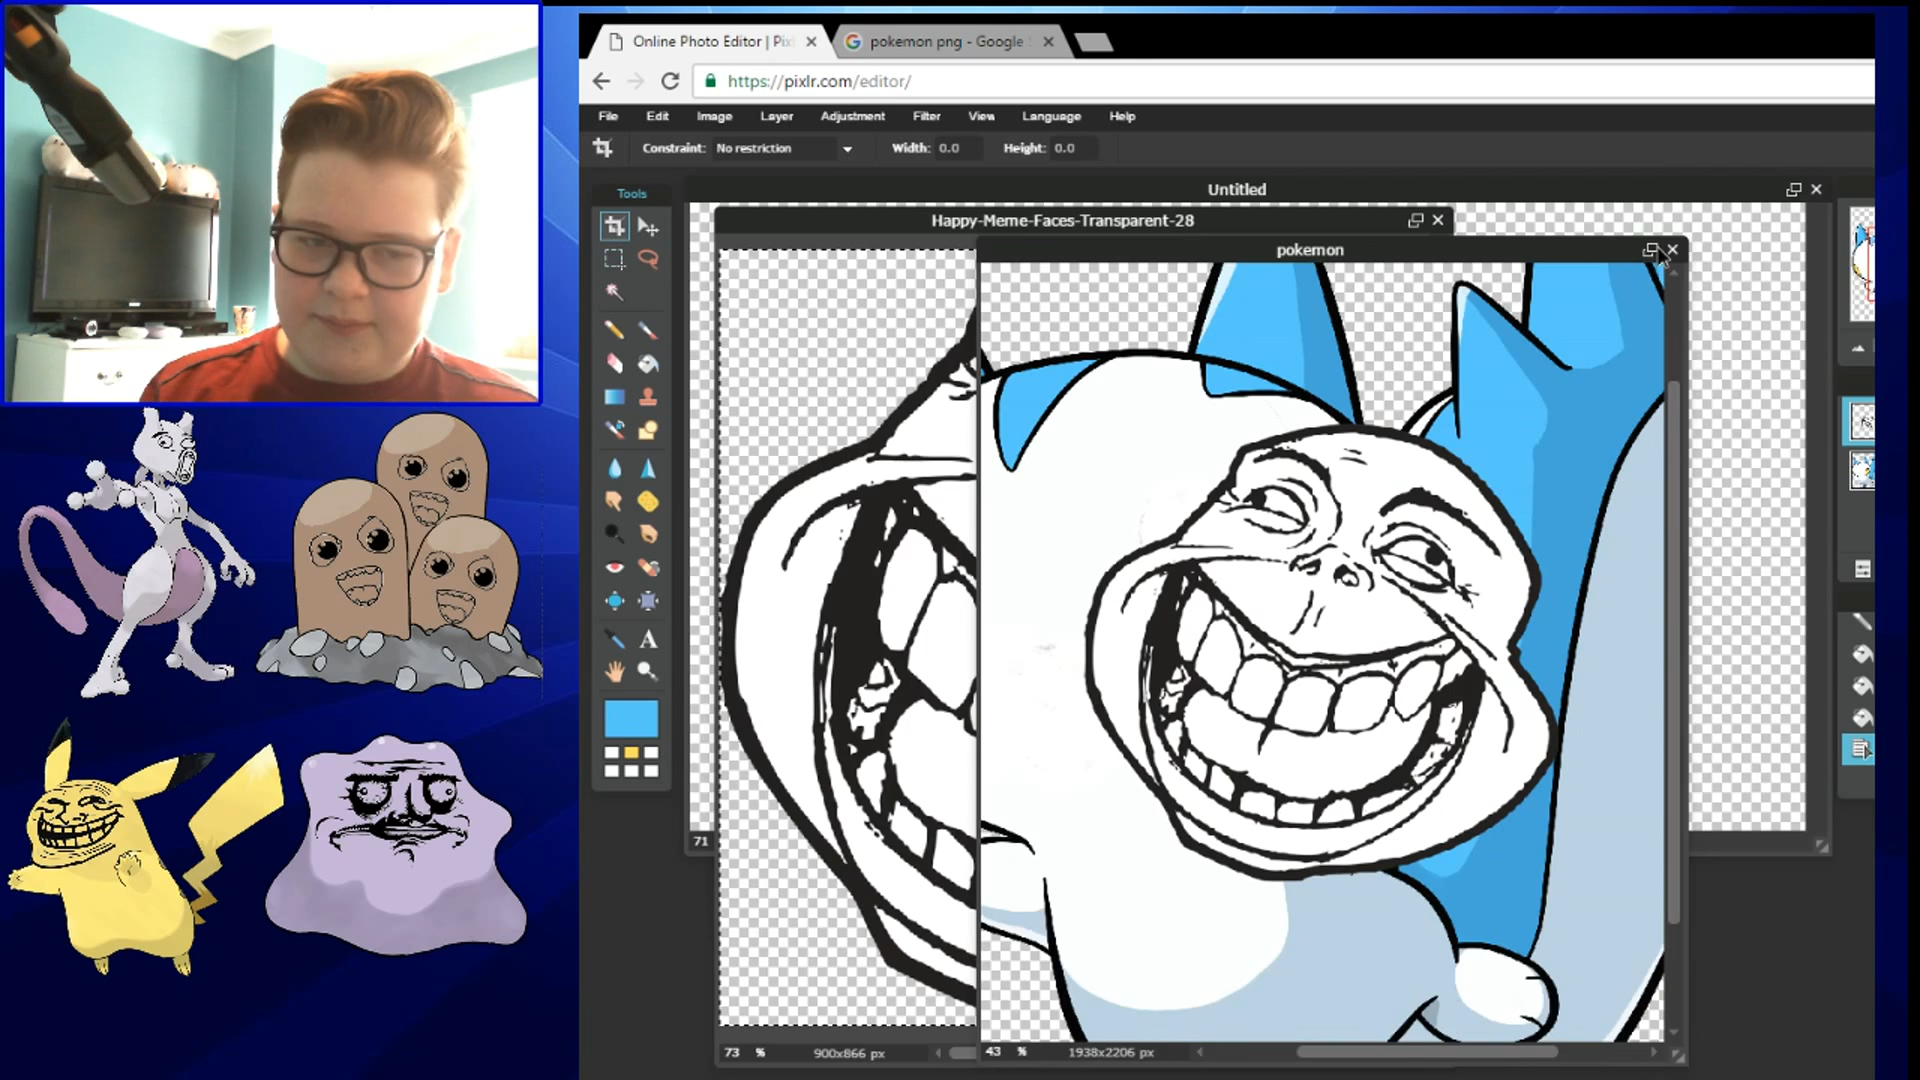 Online Photo Editor | Pix
pokemon png - Google
https://pixlr.com/editor/
File Edit Image Layer Adjustment Filter View Language Help
Constraint: No restriction Width: 0.0 Height: 0.0
Tools
Untitled
Happy-Meme-Faces-Transparent-28
pokemon
A
71
73 % 900x866 px
43 % 1938x2206 px